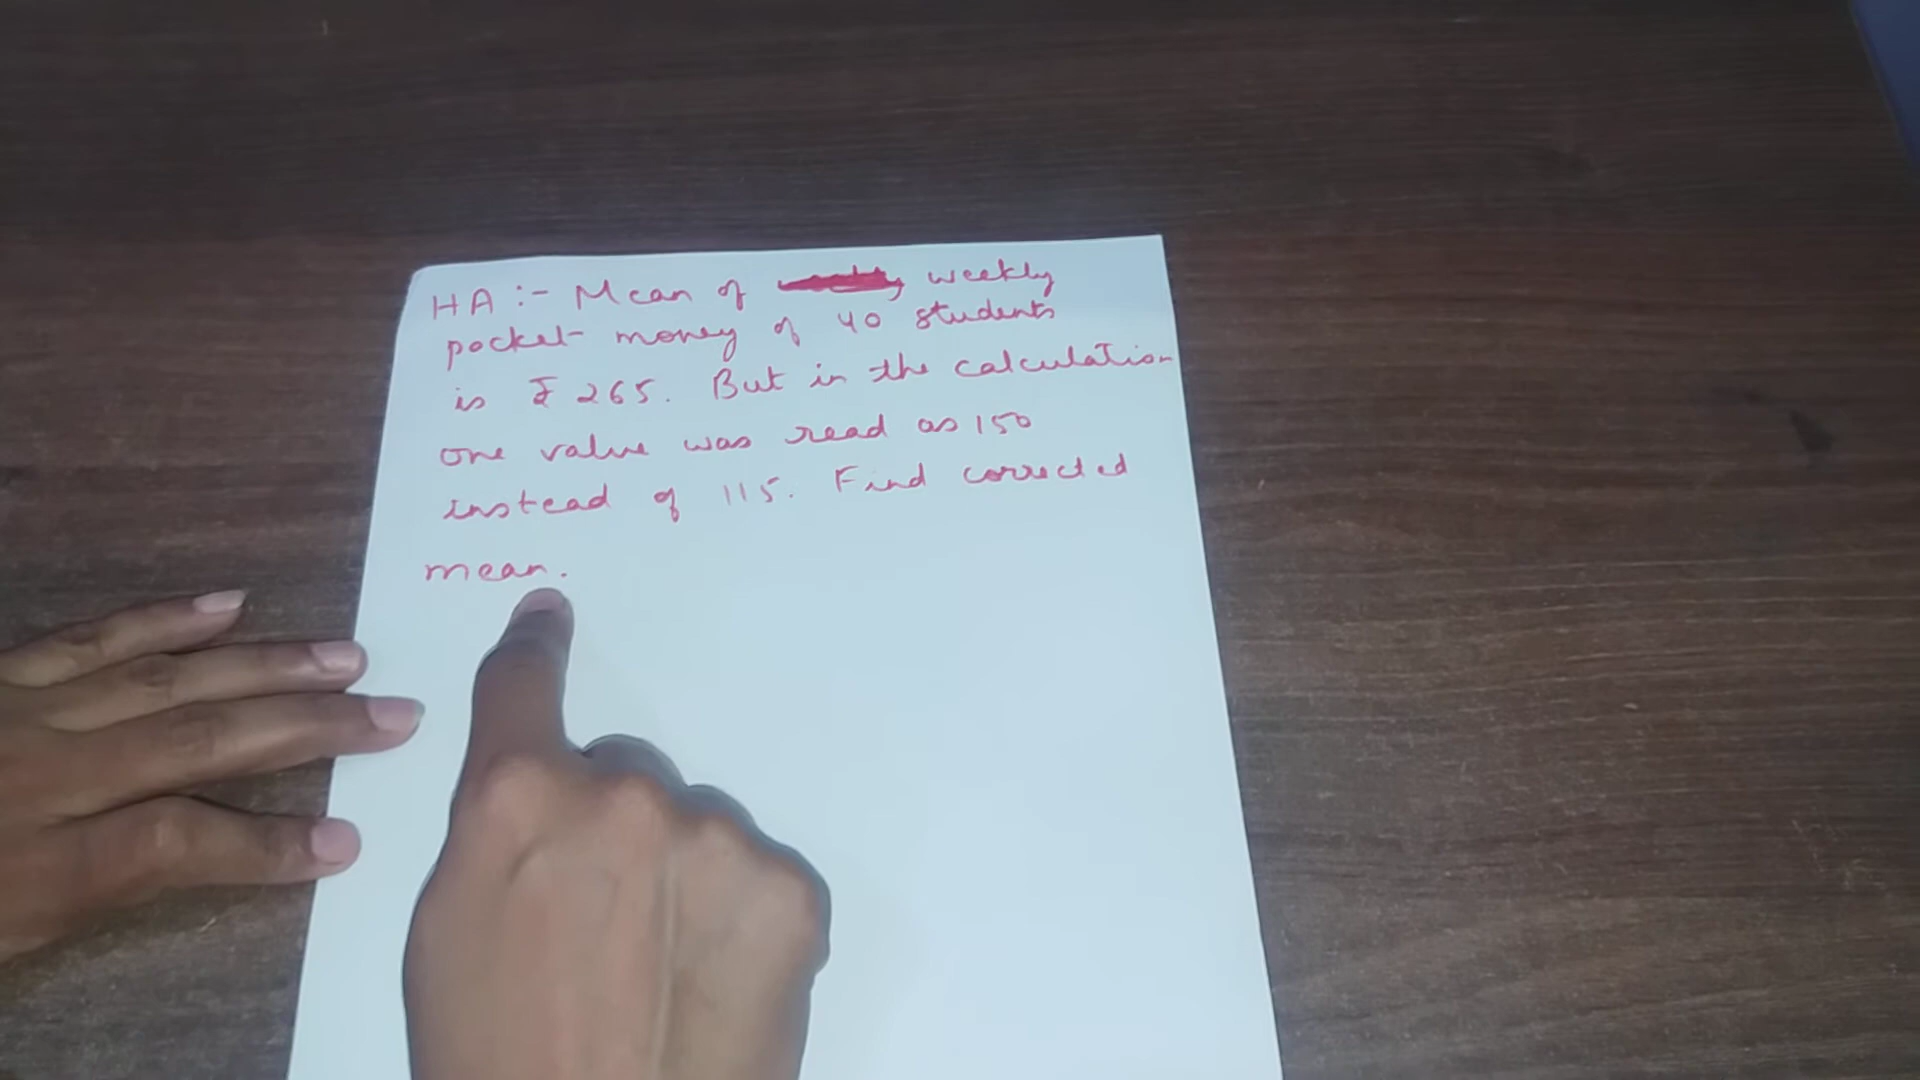 HA :- Mean of weekly
pocket money of 40 students
is ₹ 265. But in the calculation
one value was read as 150
instead of 115. Find corrected
mean.